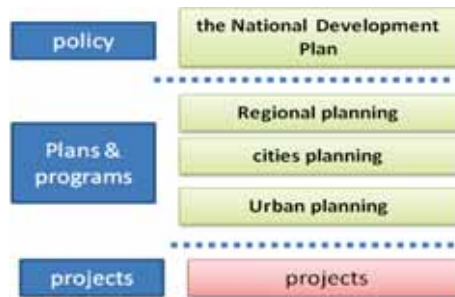 policy
the National Development
Plan
Regional planning
Plans &
programs
cities planning
Urban planning
projects
projects